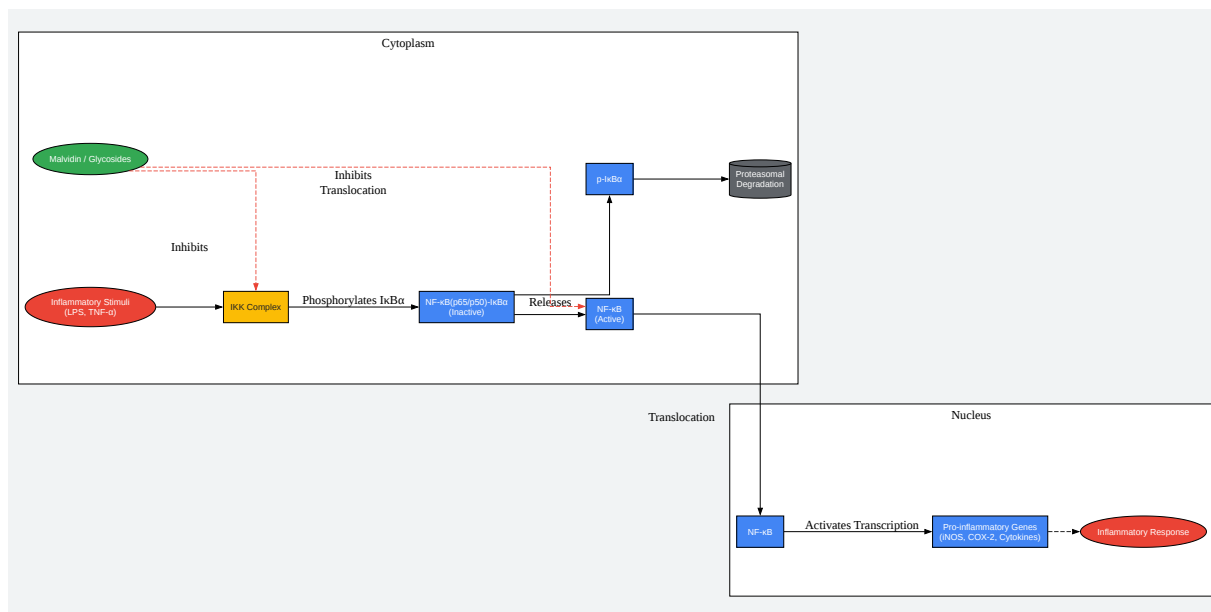 Cytoplasm
Malvidin / Glycosides
Inhibits
Translocation
p-IκBα
Proteasomal
Degradation
Inhibits
Inflammatory Stimuli
(LPS, TNF-α)
IKK Complex
Phosphorylates IκBα
NF-κB(p65/p50)-IκBα
(Inactive)
Releases
NF-κB
(Active)
Translocation
Nucleus
NF-κB
Activates Transcription
Pro-inflammatory Genes
(iNOS, COX-2, Cytokines)
Inflammatory Response